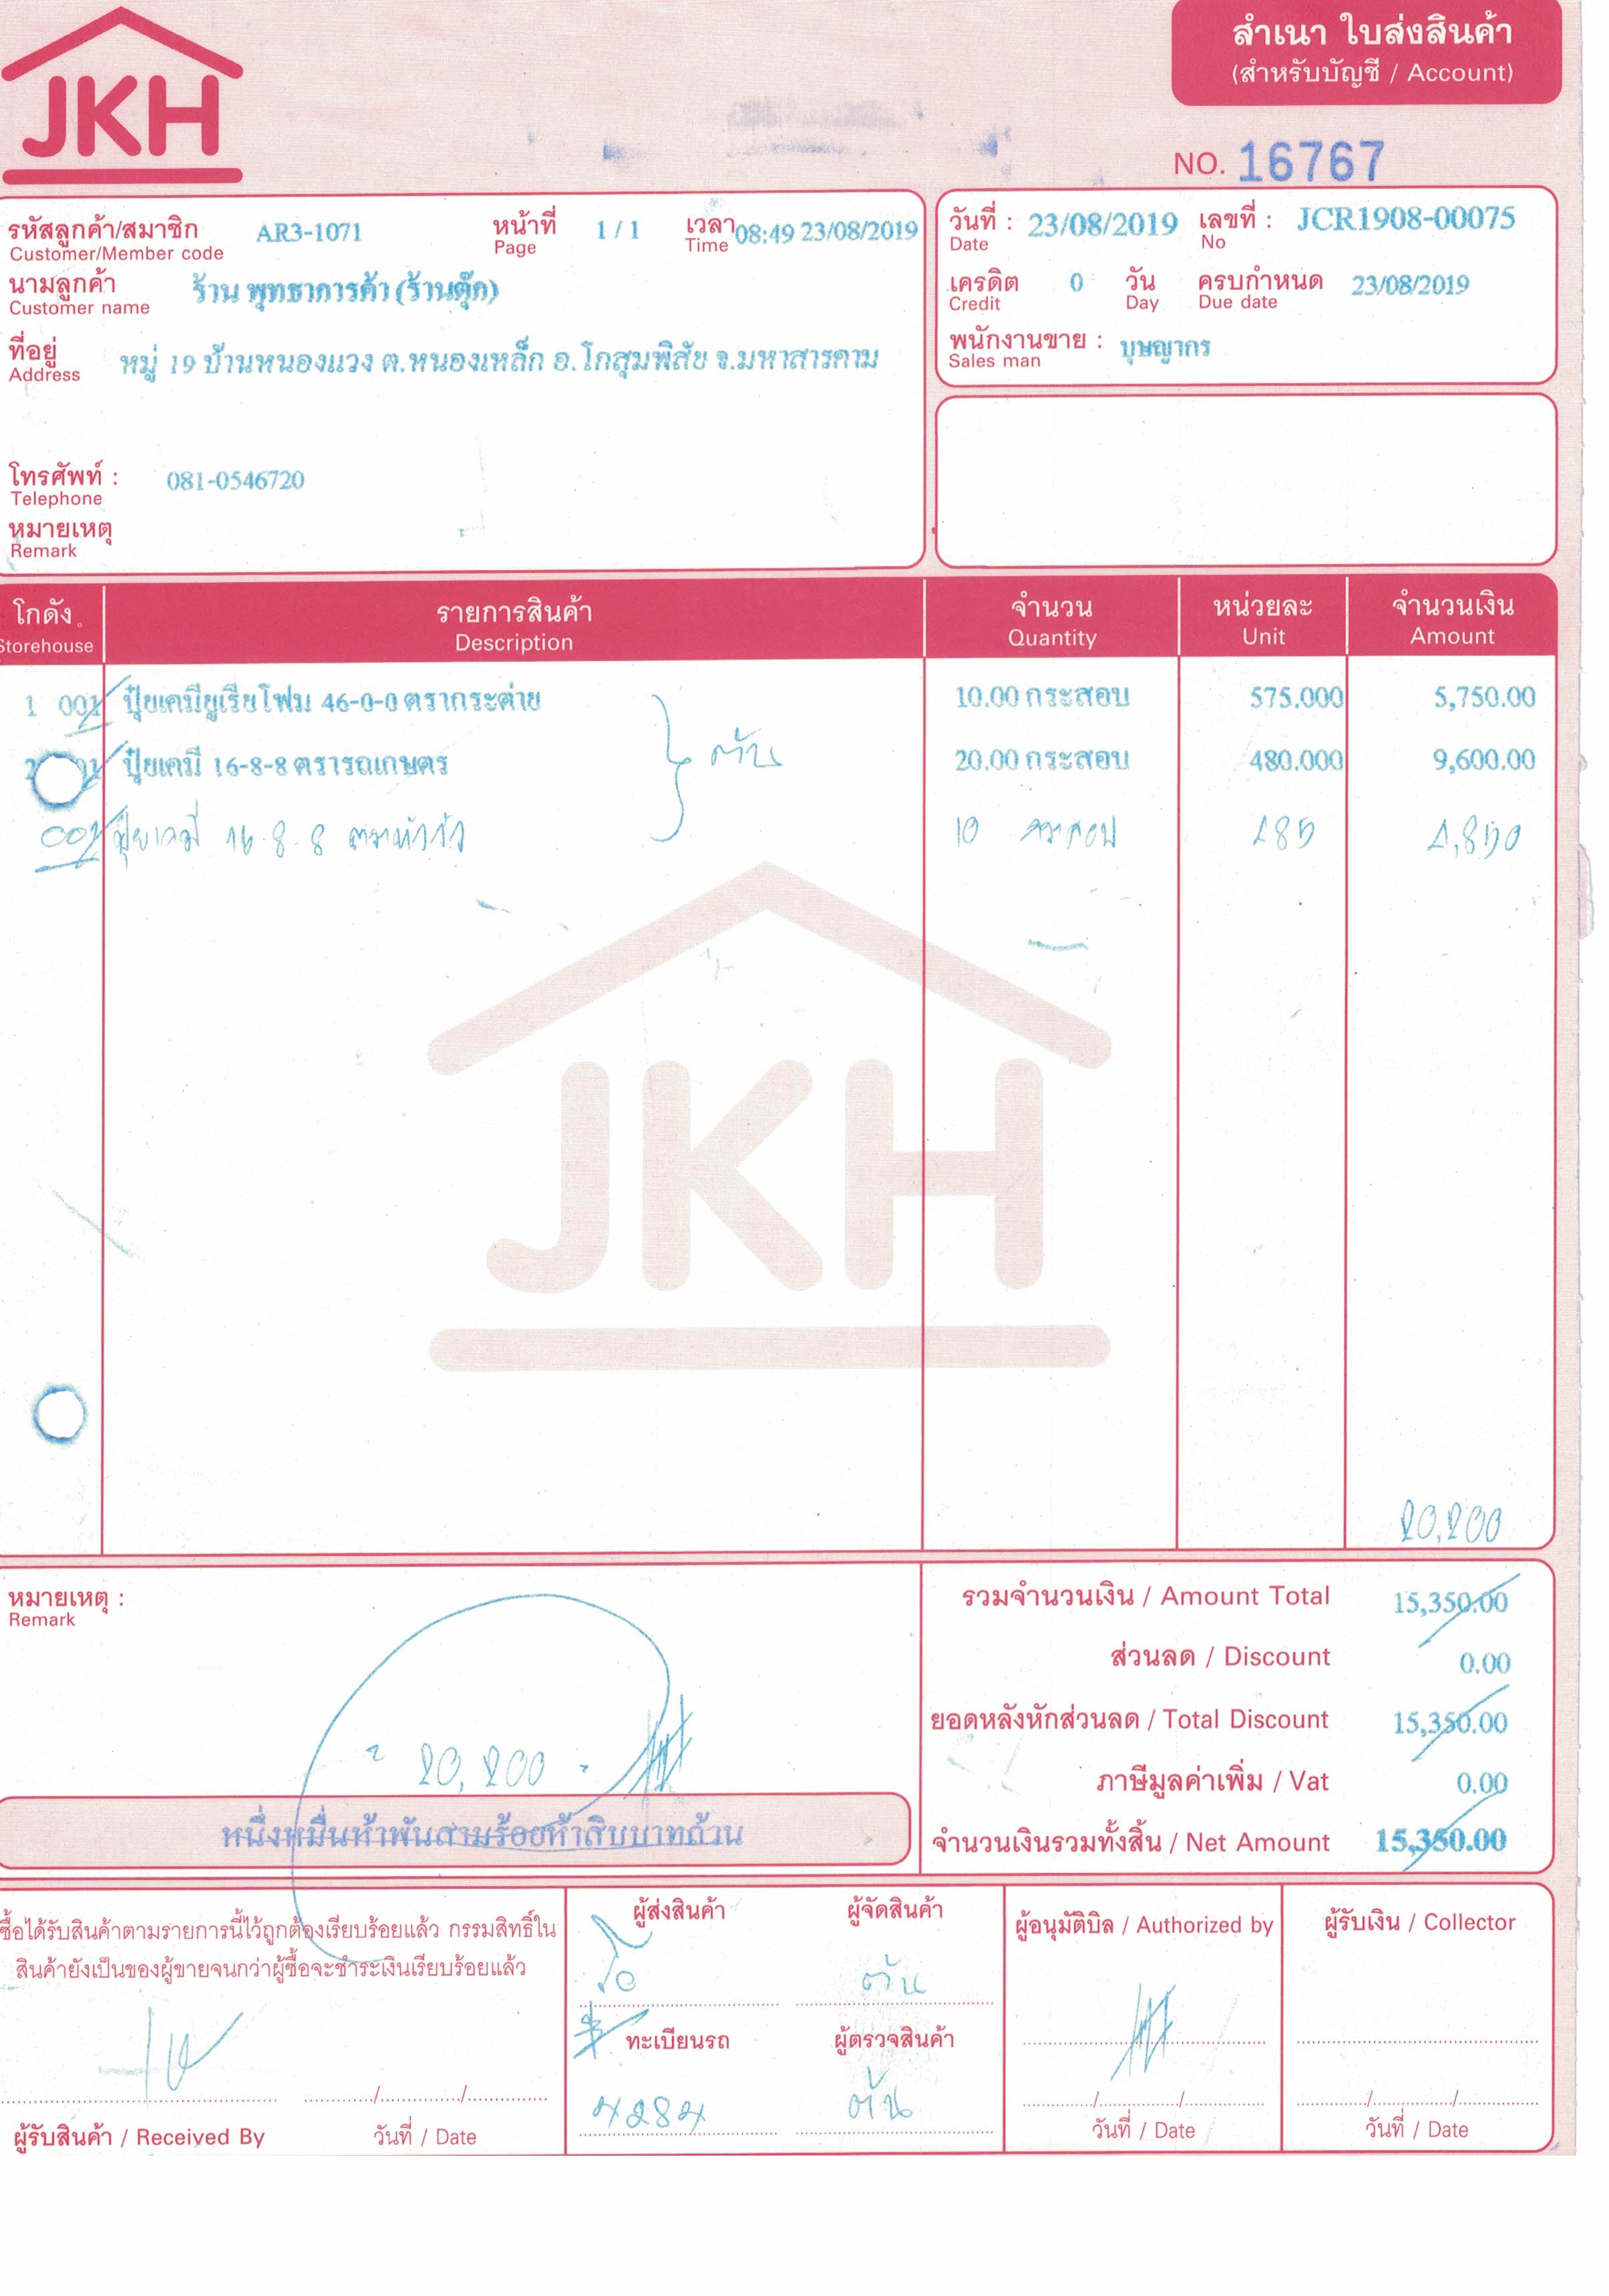 JKH
สำเนา ใบส่งสินค้า
(สำหรับบัญชี / Account)
NO. 16767
รหัสลูกค้า/สมาชิก AR3-1071 หน้าที่ 1 / 1 เวลา 08:49 23/08/2019
Customer/Member code Page Time
นามลูกค้า ร้าน พุทธาการค้า (ร้านตุ๊ก)
Customer name
ที่อยู่ หมู่ 19 บ้านหนองแวง ต.หนองเหล็ก อ.โกสุมพิสัย จ.มหาสารคาม
Address
โทรศัพท์ : 081-0546720
Telephone
หมายเหตุ
Remark
วันที่ : 23/08/2019 เลขที่ : JCR1908-00075
Date No
เครดิต 0 วัน ครบกำหนด 23/08/2019
Credit Day Due date
พนักงานขาย : บุษญากร
Sales man
โกดัง รายการสินค้า จำนวน หน่วยละ จำนวนเงิน
Storehouse Description Quantity Unit Amount
1 001 ปุ๋ยเคมียูเรียโฟม 46-0-0 ตรากระต่าย 10.00 กระสอบ 575.000 5,750.00
ปุ๋ยเคมี 16-8-8 ตรารถเกษตร 20.00 กระสอบ 480.000 9,600.00
ต้น
001 ปุ๋ยเคมี 16-8-8 ตราหัววัว 10 กระสอบ 485 4,850
JKH
20,200
หมายเหตุ :
Remark
20,200
หนึ่งหมื่นห้าพันสามร้อยห้าสิบบาทถ้วน
รวมจำนวนเงิน / Amount Total 15,350.00
ส่วนลด / Discount 0.00
ยอดหลังหักส่วนลด / Total Discount 15,350.00
ภาษีมูลค่าเพิ่ม / Vat 0.00
จำนวนเงินรวมทั้งสิ้น / Net Amount 15,350.00
ซื้อได้รับสินค้าตามรายการนี้ไว้ถูกต้องเรียบร้อยแล้ว กรรมสิทธิ์ใน
สินค้ายังเป็นของผู้ขายจนกว่าผู้ซื้อจะชำระเงินเรียบร้อยแล้ว
ผู้รับสินค้า / Received By วันที่ / Date
ผู้ส่งสินค้า ผู้จัดสินค้า
ต้น
ทะเบียนรถ ผู้ตรวจสินค้า
4284 ต้น
ผู้อนุมัติบิล / Authorized by
วันที่ / Date
ผู้รับเงิน / Collector
วันที่ / Date